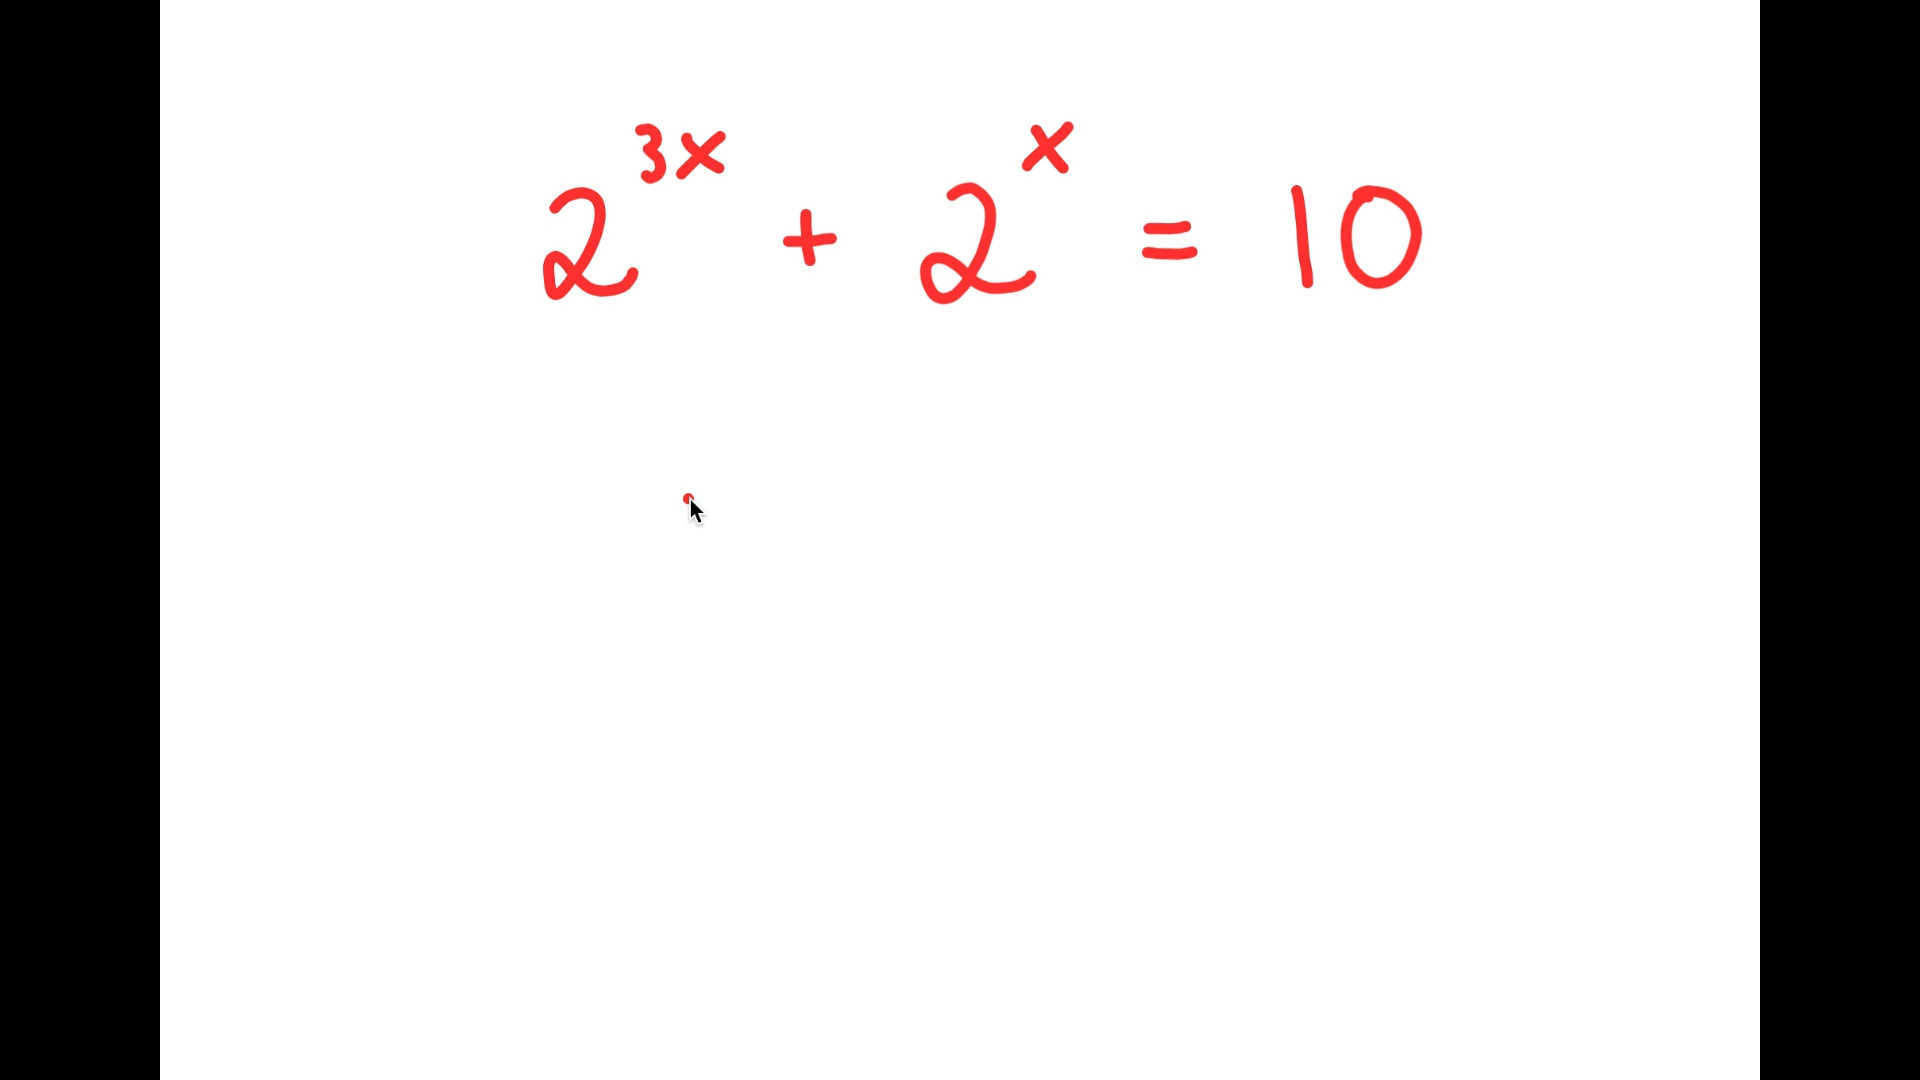 2^{3x} + 2^{x} = 10